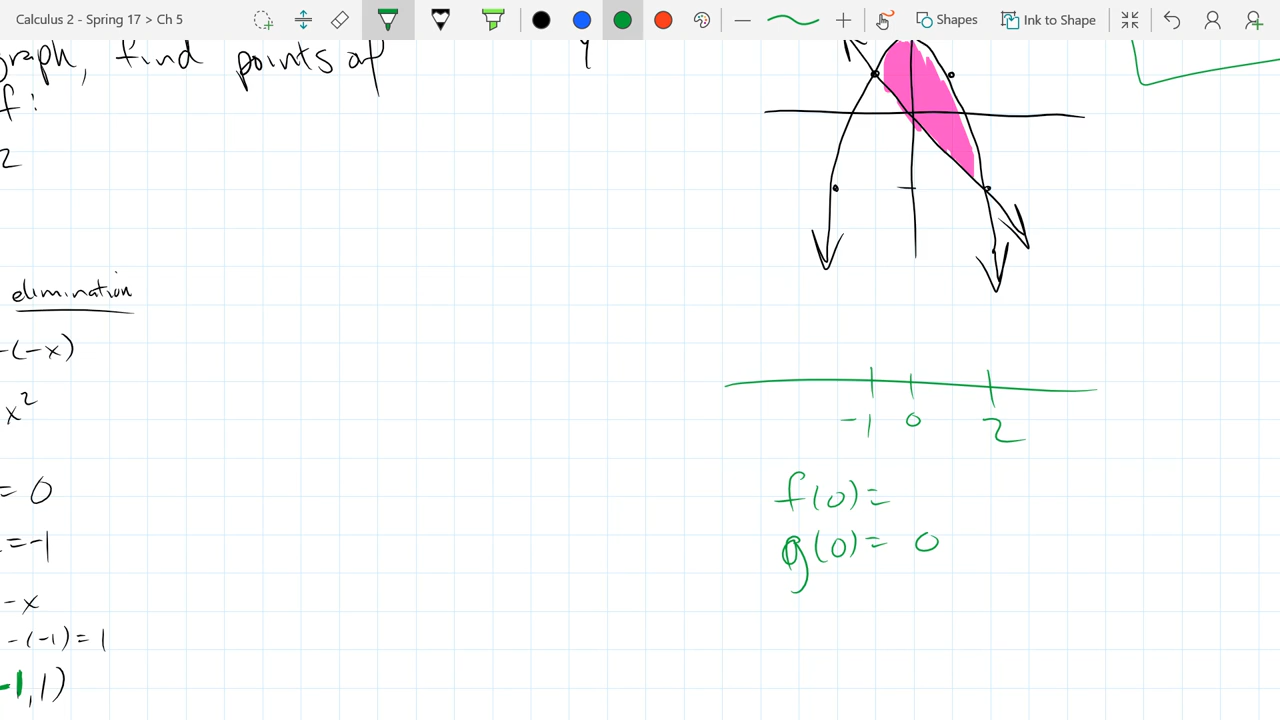 Calculus 2 - Spring 17 > Ch 5
Shapes
Ink to Shape
graph, find points of
f:
2
elimination
-(-x)
x²
= 0
= -1
-x
-(-1) = 1
-1, 1)
-1 0 2
f(0) =
g(0) = 0